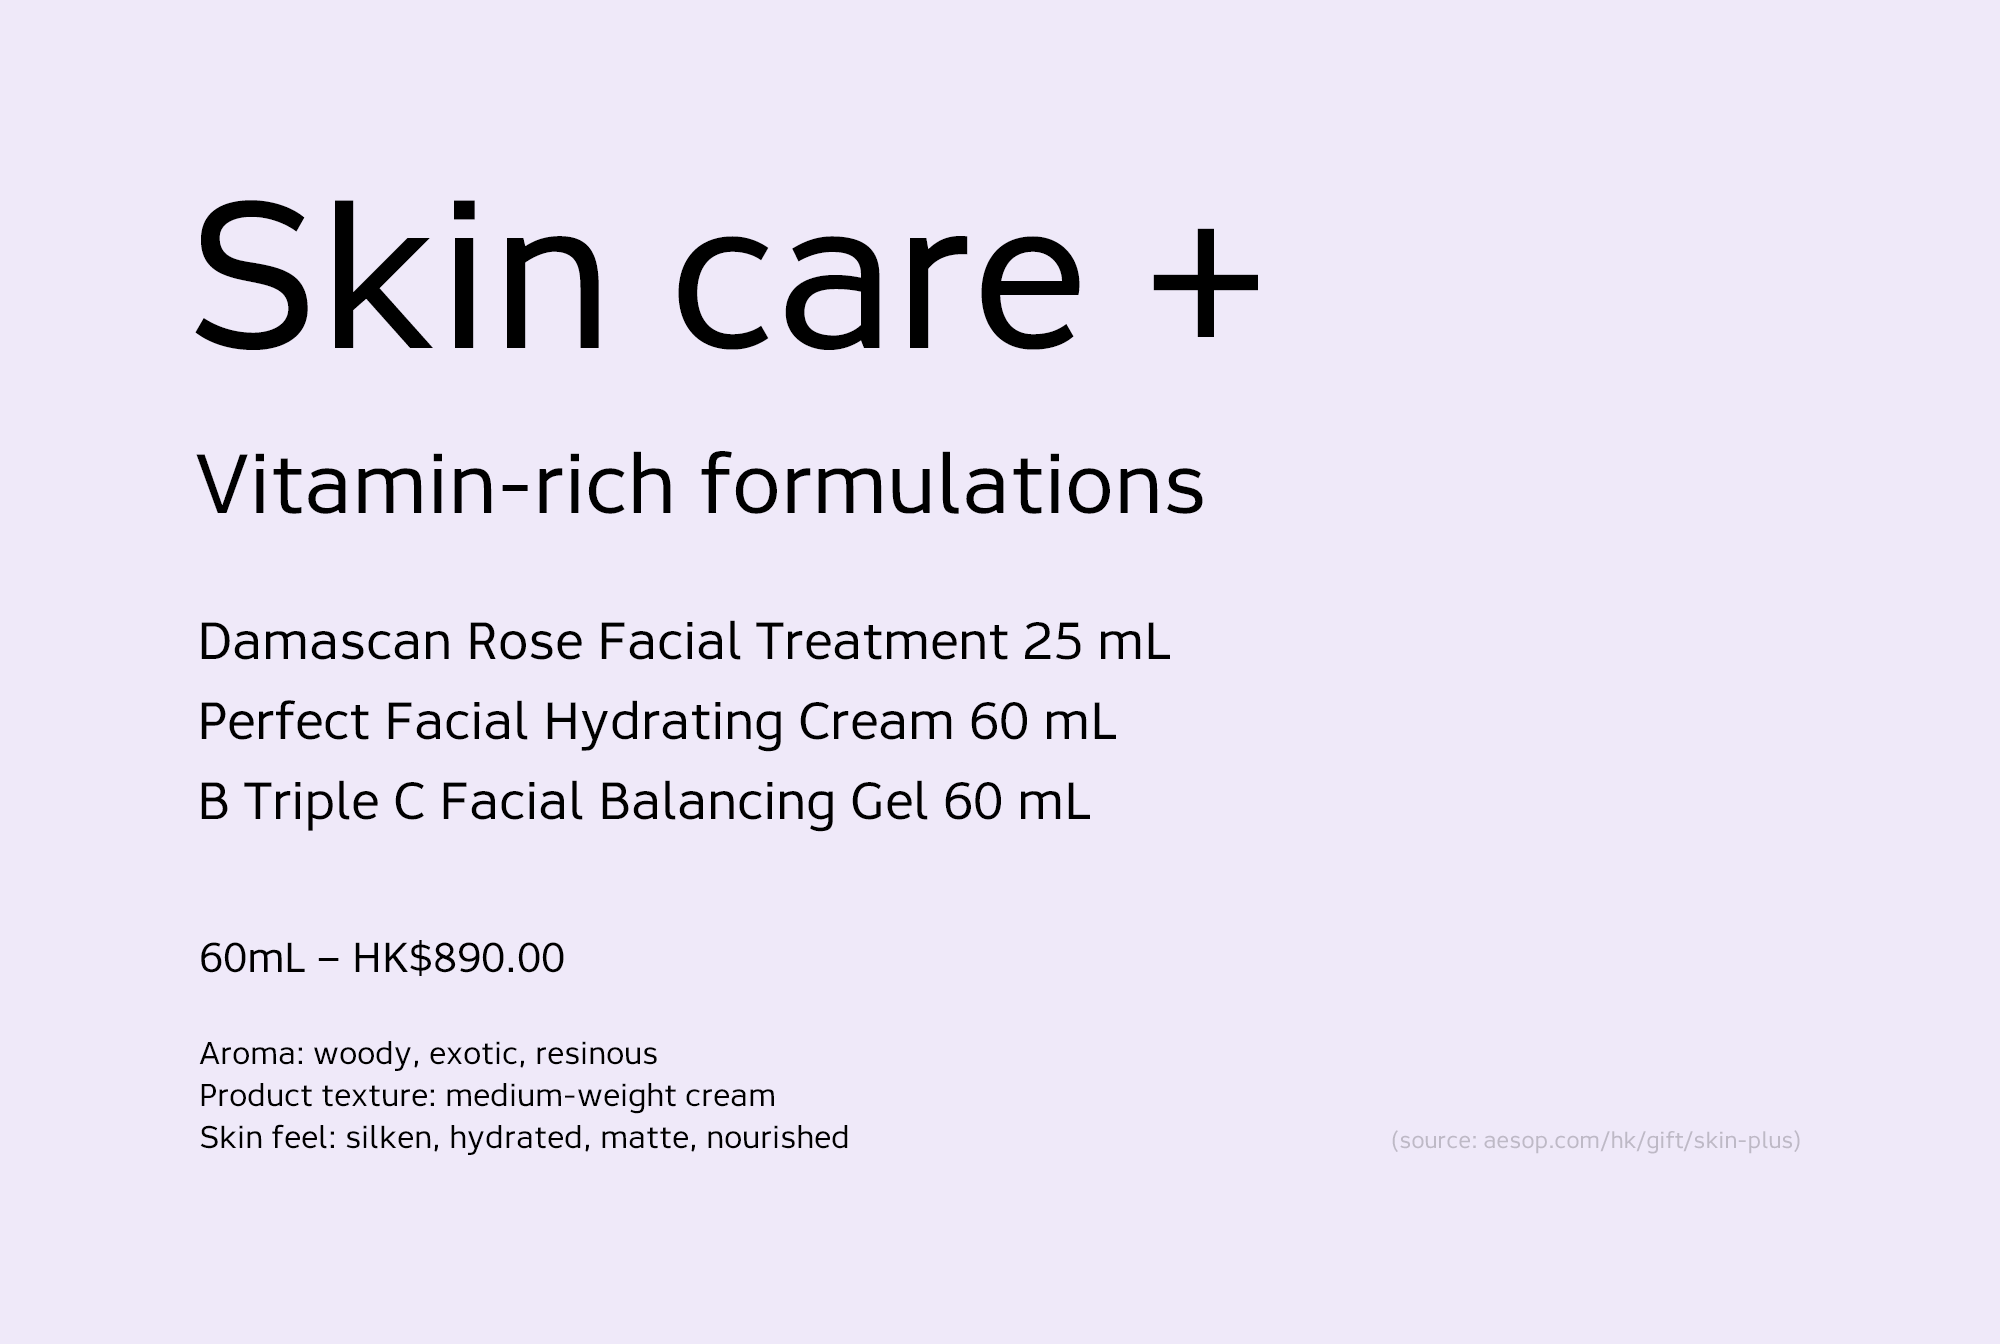 Skin care +
Vitamin-rich formulations
Damascan Rose Facial Treatment 25 mL
Perfect Facial Hydrating Cream 60 mL
B Triple C Facial Balancing Gel 60 mL
60mL – HK$890.00
Aroma: woody, exotic, resinous
Product texture: medium-weight cream
Skin feel: silken, hydrated, matte, nourished
(source: aesop.com/hk/gift/skin-plus)